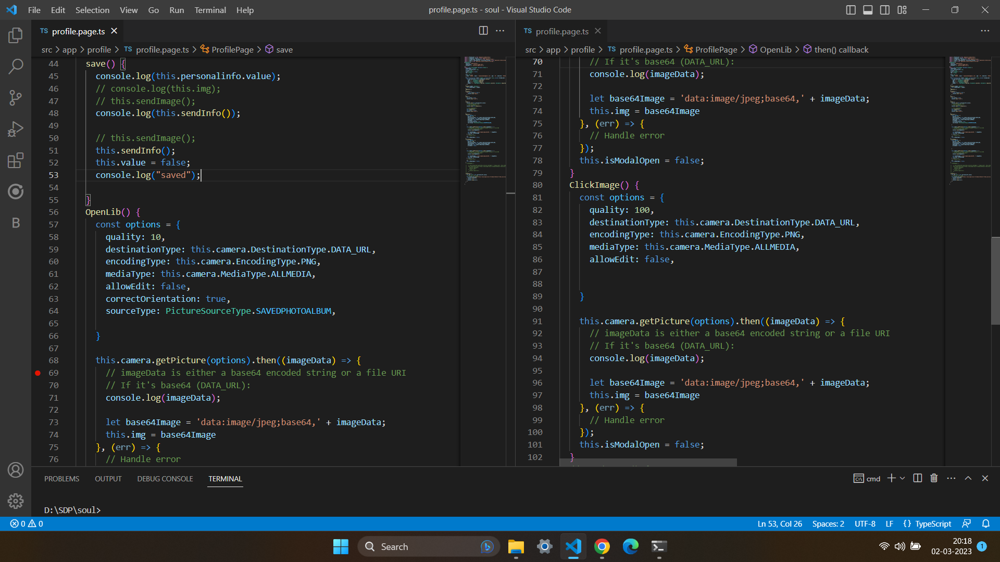 File Edit Selection View Go Run Terminal Help
profile.page.ts - soul - Visual Studio Code
TS profile.page.ts
src > app > profile > TS profile.page.ts > ProfilePage > save
44 save() {
45 console.log(this.personalinfo.value);
46 // console.log(this.img);
47 // this.sendImage();
48 console.log(this.sendInfo());
49
50 // this.sendImage();
51 this.sendInfo();
52 this.value = false;
53 console.log("saved");
54
55 }
56 OpenLib() {
57 const options = {
58 quality: 10,
59 destinationType: this.camera.DestinationType.DATA_URL,
60 encodingType: this.camera.EncodingType.PNG,
61 mediaType: this.camera.MediaType.ALLMEDIA,
62 allowEdit: false,
63 correctOrientation: true,
64 sourceType: PictureSourceType.SAVEDPHOTOALBUM,
65
66 }
67
68 this.camera.getPicture(options).then((imageData) => {
69 // imageData is either a base64 encoded string or a file URI
70 // If it's base64 (DATA_URL):
71 console.log(imageData);
72
73 let base64Image = 'data:image/jpeg;base64,' + imageData;
74 this.img = base64Image
75 }, (err) => {
76 // Handle error
TS profile.page.ts
src > app > profile > TS profile.page.ts > ProfilePage > OpenLib > then() callback
70 // If it's base64 (DATA_URL):
71 console.log(imageData);
72
73 let base64Image = 'data:image/jpeg;base64,' + imageData;
74 this.img = base64Image
75 }, (err) => {
76 // Handle error
77 });
78 this.isModalOpen = false;
79 }
80 ClickImage() {
81 const options = {
82 quality: 100,
83 destinationType: this.camera.DestinationType.DATA_URL,
84 encodingType: this.camera.EncodingType.PNG,
85 mediaType: this.camera.MediaType.ALLMEDIA,
86 allowEdit: false,
87
88
89 }
90
91 this.camera.getPicture(options).then((imageData) => {
92 // imageData is either a base64 encoded string or a file URI
93 // If it's base64 (DATA_URL):
94 console.log(imageData);
95
96 let base64Image = 'data:image/jpeg;base64,' + imageData;
97 this.img = base64Image
98 }, (err) => {
99 // Handle error
100 });
101 this.isModalOpen = false;
102 }
PROBLEMS OUTPUT DEBUG CONSOLE TERMINAL
cmd
D:\SDP\soul>
0 0
Ln 53, Col 26 Spaces: 2 UTF-8 LF {} TypeScript
Search
20:18
02-03-2023
1